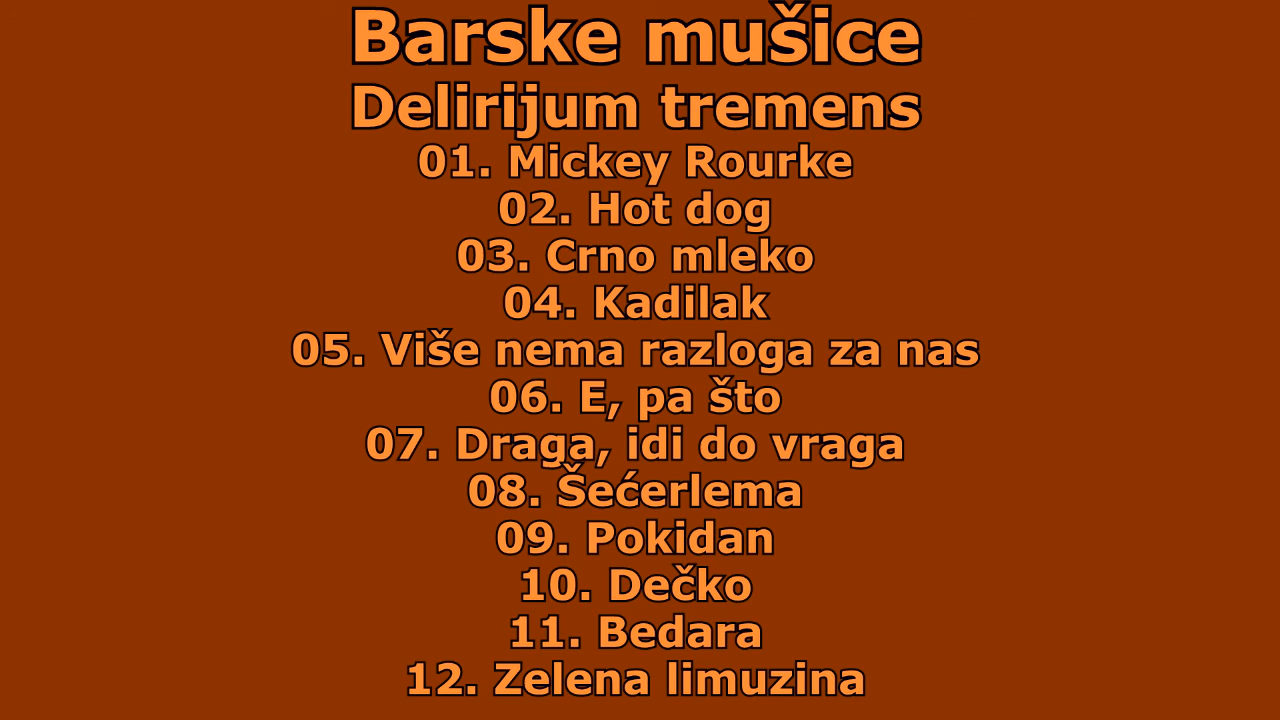 Barske mušice
Delirijum tremens
01. Mickey Rourke
02. Hot dog
03. Crno mleko
04. Kadilak
05. Više nema razloga za nas
06. E, pa što
07. Draga, idi do vraga
08. Šećerlema
09. Pokidan
10. Dečko
11. Bedara
12. Zelena limuzina